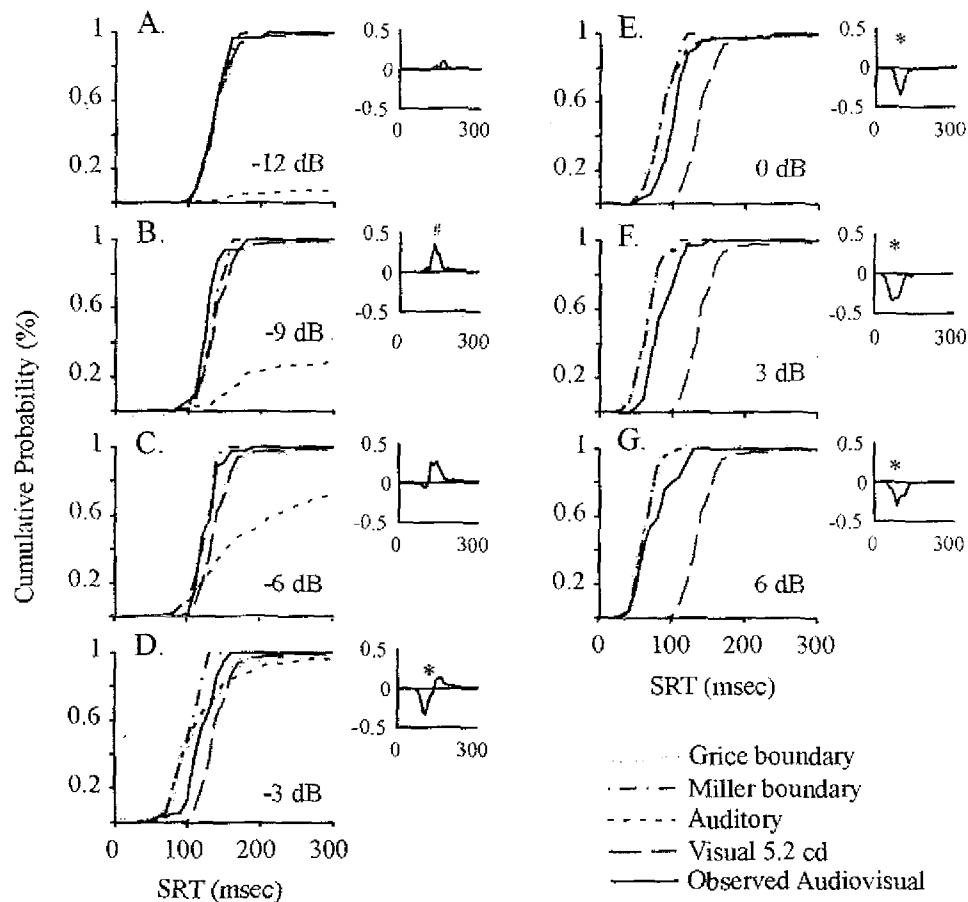 A.
1
0.6
0.2
-12 dB
0.5
0
-0.5
0 300
B.
1
0.6
0.2
-9 dB
0.5
0
-0.5
#
0 300
C.
1
0.6
0.2
-6 dB
0.5
0
-0.5
0 300
D.
1
0.6
0.2
-3 dB
0.5
0
-0.5
*
0 300
0 100 200 300
SRT (msec)
Cumulative Probability (%)
E.
1
0.6
0.2
0 dB
0.5
0
-0.5
*
0 300
F.
1
0.6
0.2
3 dB
0.5
0
-0.5
*
0 300
G.
1
0.6
0.2
6 dB
0.5
0
-0.5
*
0 300
0 100 200 300
SRT (msec)
Grice boundary
Miller boundary
Auditory
Visual 5.2 cd
Observed Audiovisual